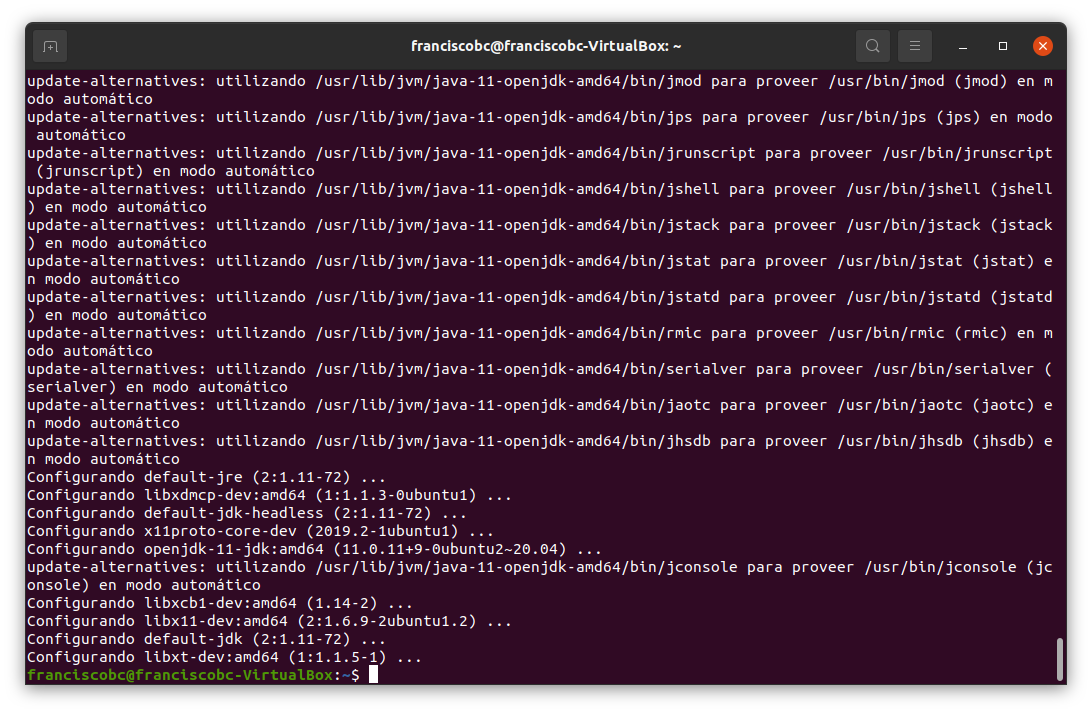 franciscobc@franciscobc-VirtualBox: ~
update-alternatives: utilizando /usr/lib/jvm/java-11-openjdk-amd64/bin/jmod para proveer /usr/bin/jmod (jmod) en m
odo automático
update-alternatives: utilizando /usr/lib/jvm/java-11-openjdk-amd64/bin/jps para proveer /usr/bin/jps (jps) en modo
 automático
update-alternatives: utilizando /usr/lib/jvm/java-11-openjdk-amd64/bin/jrunscript para proveer /usr/bin/jrunscript
 (jrunscript) en modo automático
update-alternatives: utilizando /usr/lib/jvm/java-11-openjdk-amd64/bin/jshell para proveer /usr/bin/jshell (jshell
) en modo automático
update-alternatives: utilizando /usr/lib/jvm/java-11-openjdk-amd64/bin/jstack para proveer /usr/bin/jstack (jstack
) en modo automático
update-alternatives: utilizando /usr/lib/jvm/java-11-openjdk-amd64/bin/jstat para proveer /usr/bin/jstat (jstat) e
n modo automático
update-alternatives: utilizando /usr/lib/jvm/java-11-openjdk-amd64/bin/jstatd para proveer /usr/bin/jstatd (jstatd
) en modo automático
update-alternatives: utilizando /usr/lib/jvm/java-11-openjdk-amd64/bin/rmic para proveer /usr/bin/rmic (rmic) en m
odo automático
update-alternatives: utilizando /usr/lib/jvm/java-11-openjdk-amd64/bin/serialver para proveer /usr/bin/serialver (
serialver) en modo automático
update-alternatives: utilizando /usr/lib/jvm/java-11-openjdk-amd64/bin/jaotc para proveer /usr/bin/jaotc (jaotc) e
n modo automático
update-alternatives: utilizando /usr/lib/jvm/java-11-openjdk-amd64/bin/jhsdb para proveer /usr/bin/jhsdb (jhsdb) e
n modo automático
Configurando default-jre (2:1.11-72) ...
Configurando libxdmcp-dev:amd64 (1:1.1.3-0ubuntu1) ...
Configurando default-jdk-headless (2:1.11-72) ...
Configurando x11proto-core-dev (2019.2-1ubuntu1) ...
Configurando openjdk-11-jdk:amd64 (11.0.11+9-0ubuntu2~20.04) ...
update-alternatives: utilizando /usr/lib/jvm/java-11-openjdk-amd64/bin/jconsole para proveer /usr/bin/jconsole (jc
onsole) en modo automático
Configurando libxcb1-dev:amd64 (1.14-2) ...
Configurando libx11-dev:amd64 (2:1.6.9-2ubuntu1.2) ...
Configurando default-jdk (2:1.11-72) ...
Configurando libxt-dev:amd64 (1:1.1.5-1) ...
franciscobc@franciscobc-VirtualBox:~$